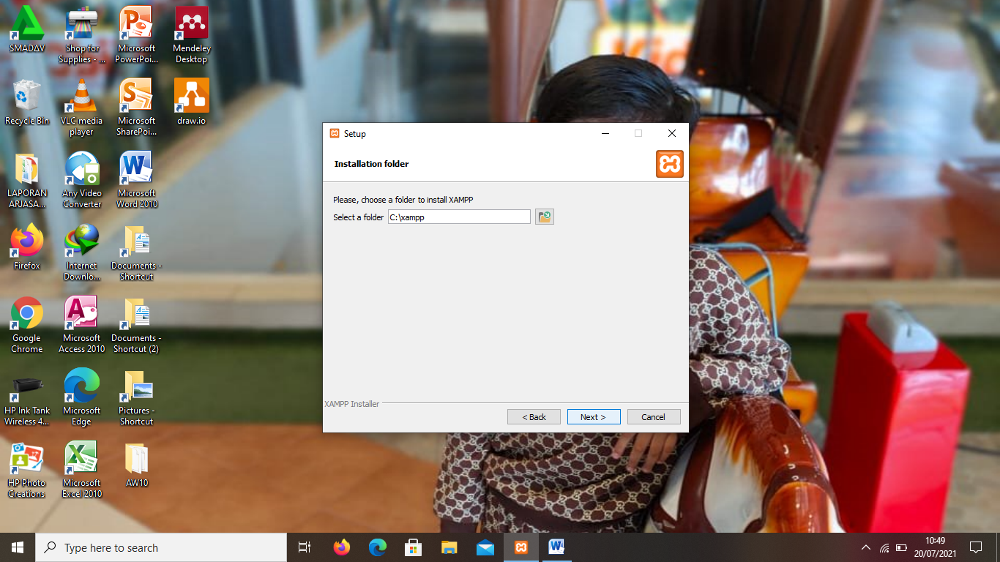 SMADΔV
Shop for
Supplies - ...
Microsoft
PowerPoi...
Mendeley
Desktop
Recycle Bin
VLC media
player
Microsoft
SharePoi...
draw.io
LAPORAN
ARJASA...
Any Video
Converter
Microsoft
Word 2010
Firefox
Internet
Downlo...
Documents -
Shortcut
Google
Chrome
Microsoft
Access 2010
Documents -
Shortcut (2)
HP Ink Tank
Wireless 4...
Microsoft
Edge
Pictures -
Shortcut
HP Photo
Creations
Microsoft
Excel 2010
AW10
Setup
Installation folder
Please, choose a folder to install XAMPP
Select a folder C:\xampp
XAMPP Installer
< Back Next > Cancel
Type here to search
10:49
20/07/2021